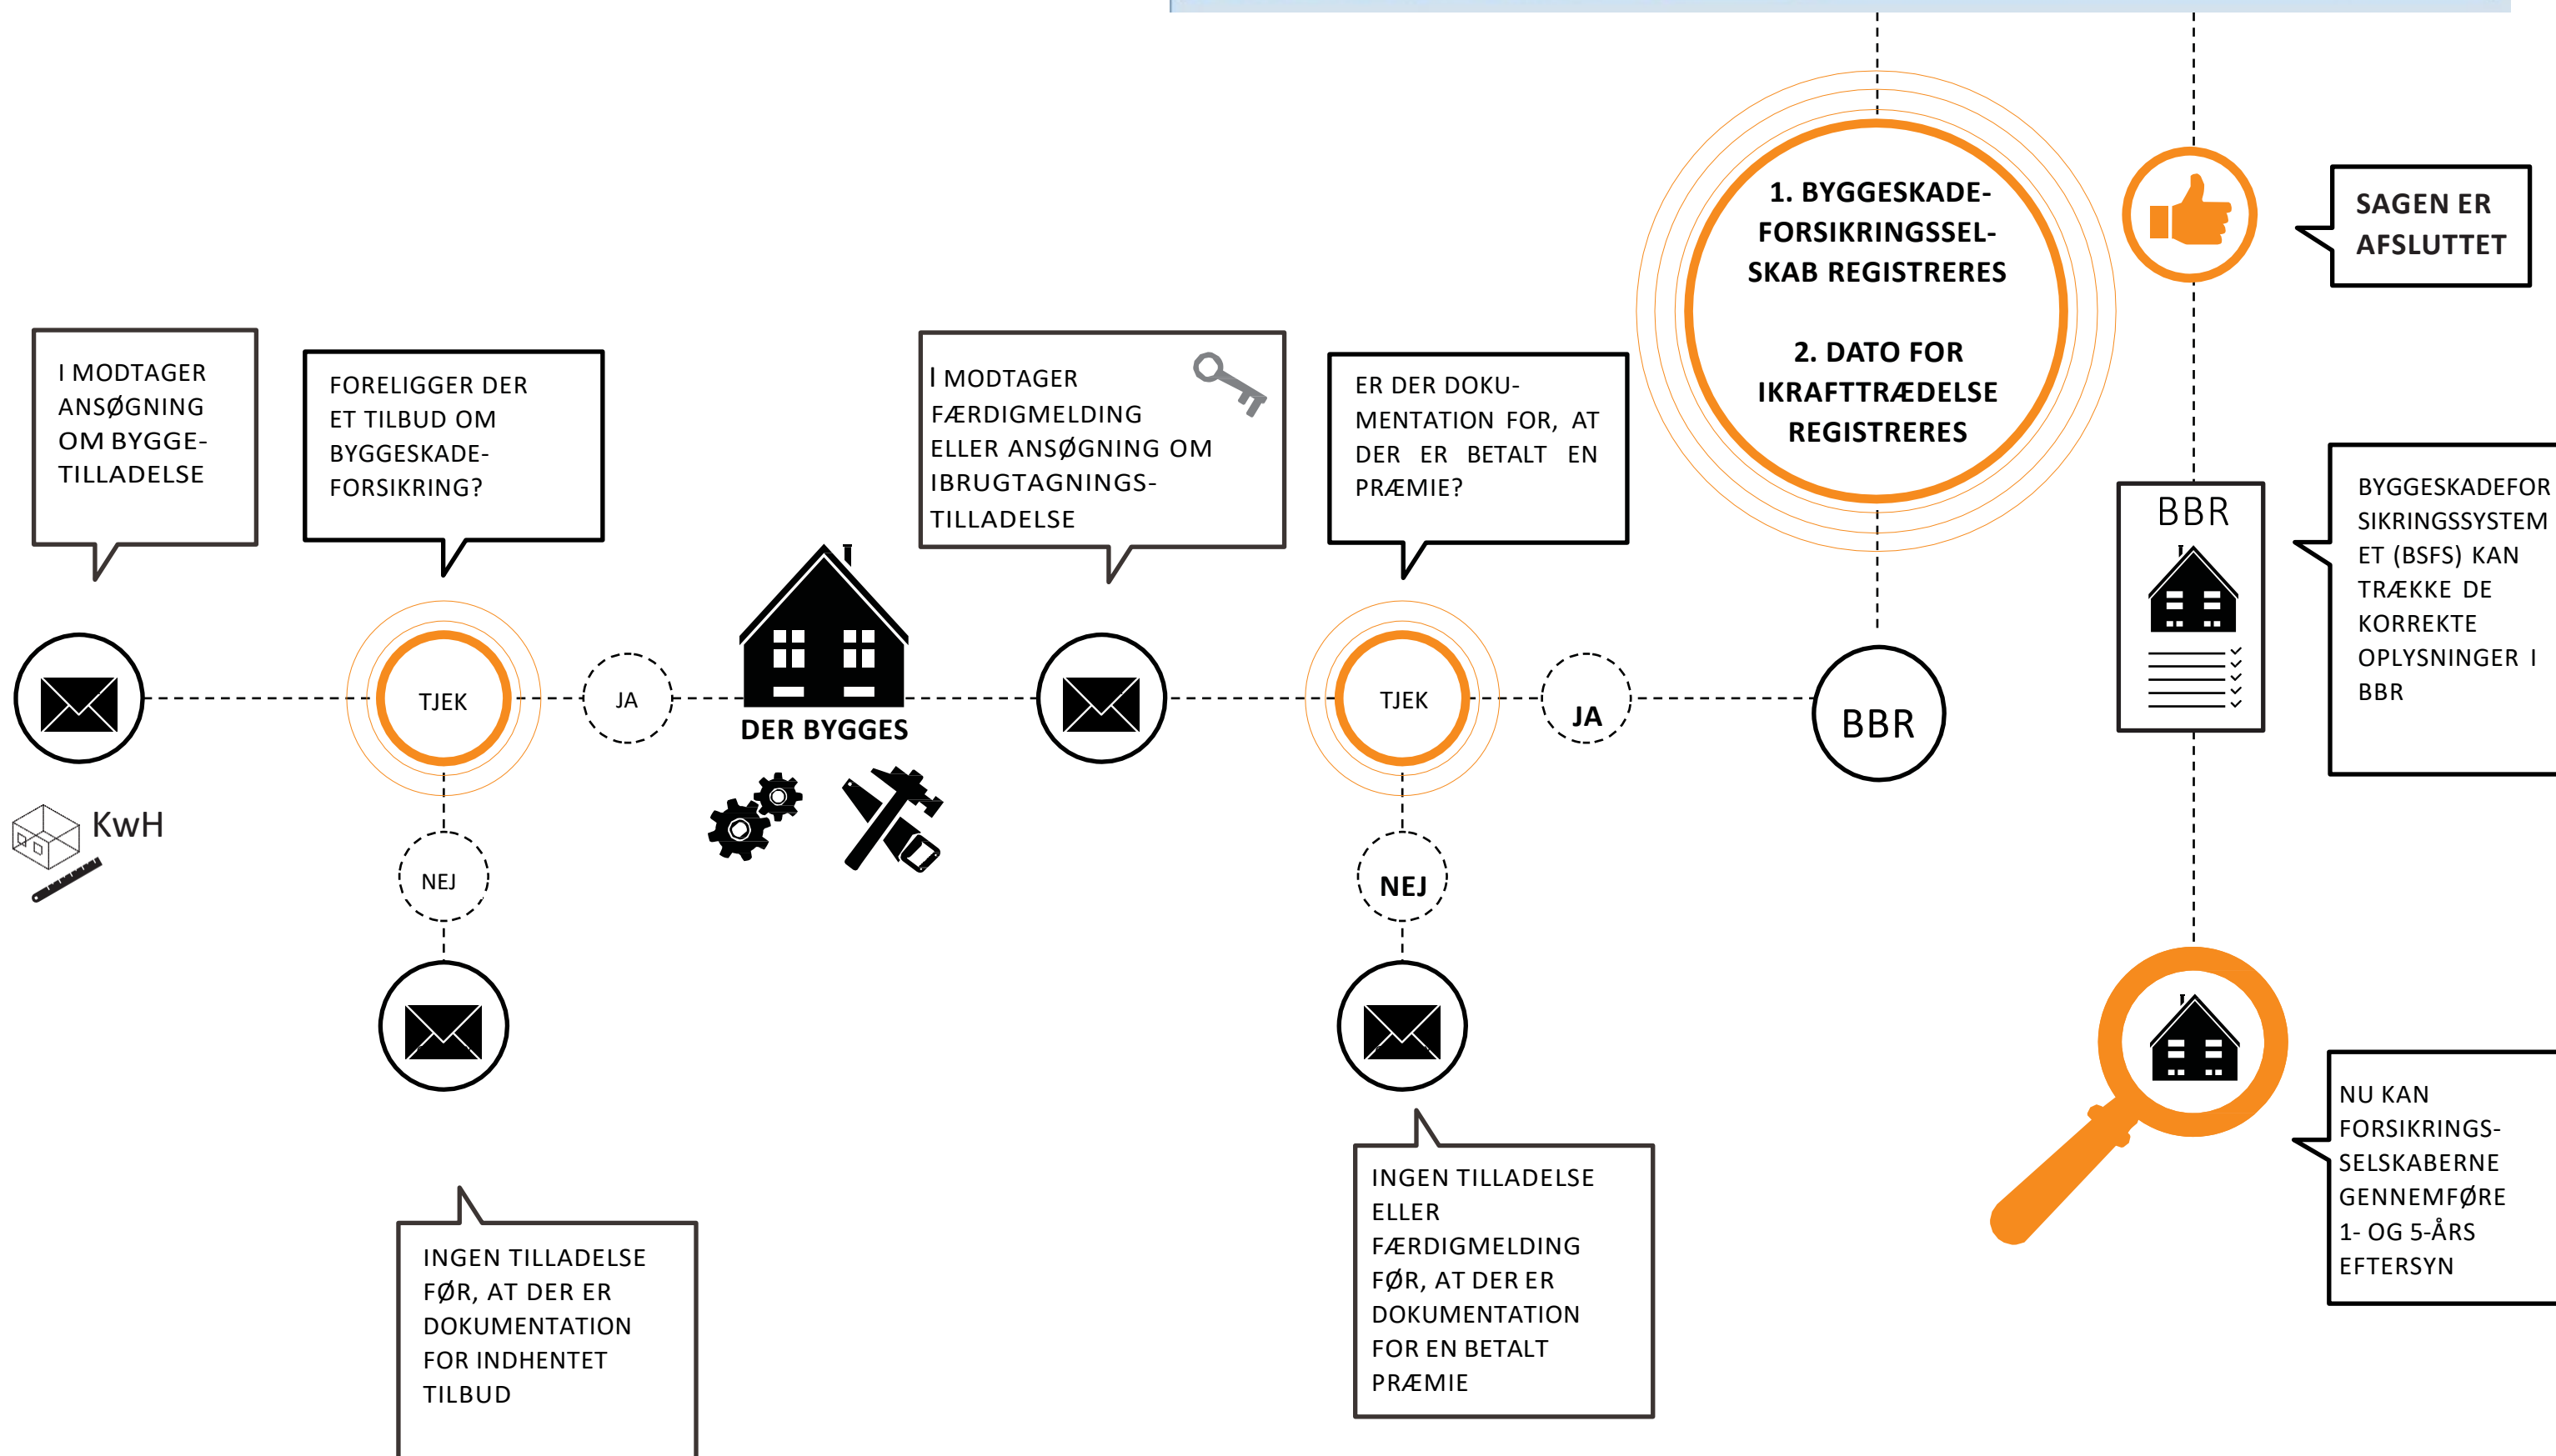 I MODTAGER
ANSØGNING
OM BYGGE-
TILLADELSE
KwH
FORELIGGER DER
ET TILBUD OM
BYGGESKADE-
FORSIKRING?
TJEK
JA
NEJ
INGEN TILLADELSE
FØR, AT DER ER
DOKUMENTATION
FOR INDHENTET
TILBUD
DER BYGGES
I MODTAGER
FÆRDIGMELDING
ELLER ANSØGNING OM
IBRUGTAGNINGS-
TILLADELSE
ER DER DOKU-
MENTATION FOR, AT
DER ER BETALT EN
PRÆMIE?
TJEK
JA
NEJ
INGEN TILLADELSE
ELLER
FÆRDIGMELDING
FØR, AT DER ER
DOKUMENTATION
FOR EN BETALT
PRÆMIE
BBR
1. BYGGESKADE-
FORSIKRINGSSEL-
SKAB REGISTRERES
2. DATO FOR
IKRAFTTRÆDELSE
REGISTRERES
SAGEN ER
AFSLUTTET
BBR
BYGGESKADEFOR
SIKRINGSSYSTEM
ET (BSFS) KAN
TRÆKKE DE
KORREKTE
OPLYSNINGER I
BBR
NU KAN
FORSIKRINGS-
SELSKABERNE
GENNEMFØRE
1- OG 5-ÅRS
EFTERSYN